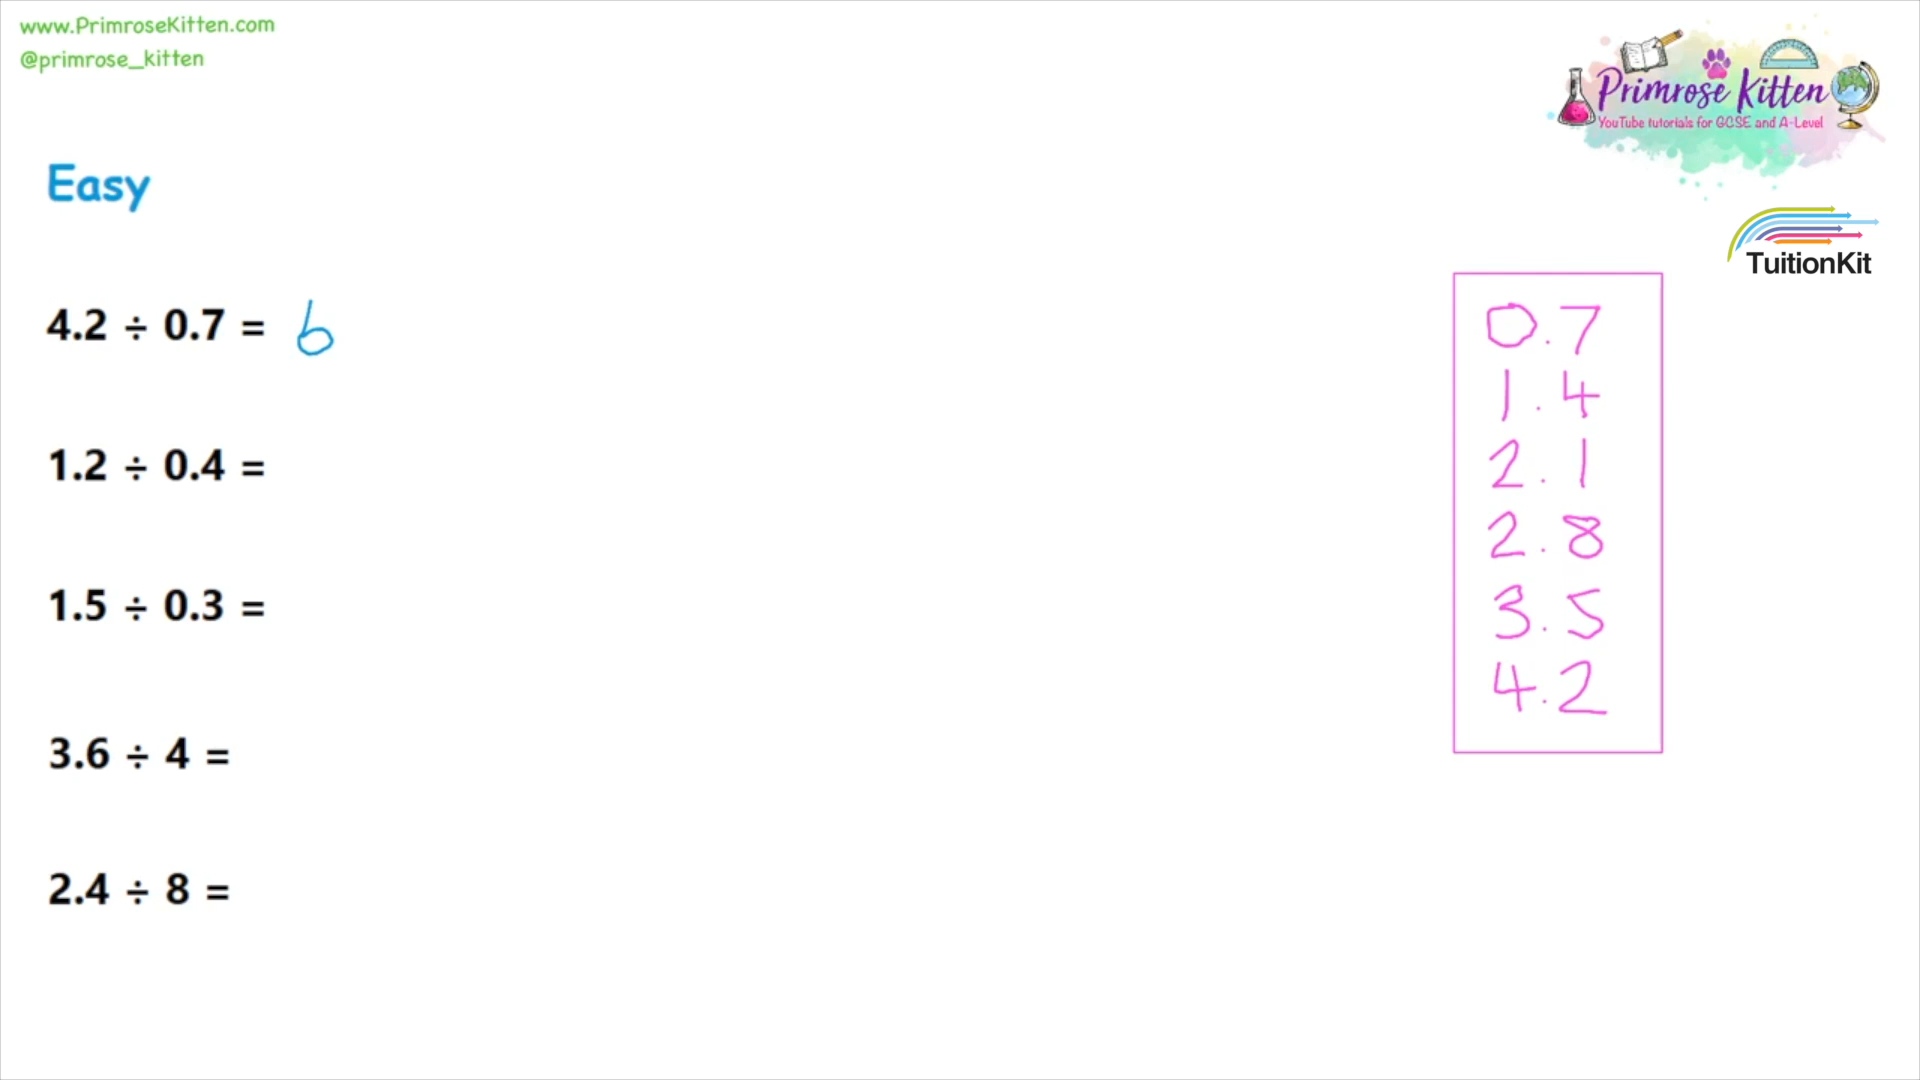 www.PrimroseKitten.com
@primrose_kitten
Primrose Kitten
YouTube tutorials for GCSE and A-Level
TuitionKit
Easy
4.2 ÷ 0.7 = 6
1.2 ÷ 0.4 =
1.5 ÷ 0.3 =
3.6 ÷ 4 =
2.4 ÷ 8 =
0.7
1.4
2.1
2.8
3.5
4.2